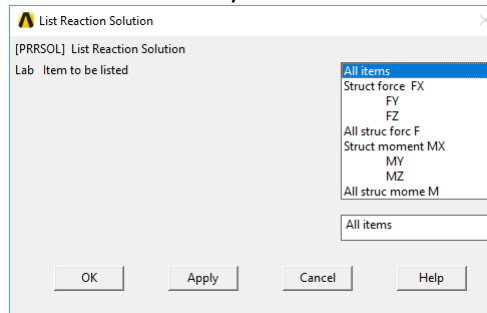 List Reaction Solution
[PRRSOL] List Reaction Solution
Lab Item to be listed
All items
Struct force FX
FY
FZ
All struc forc F
Struct moment MX
MY
MZ
All struc mome M
All items
OK Apply Cancel Help